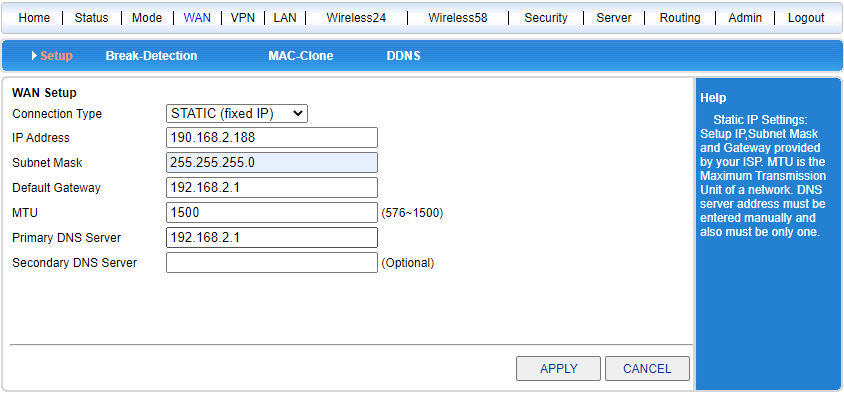 Home Status Mode WAN VPN LAN Wireless24 Wireless58 Security Server Routing Admin Logout
Setup Break-Detection MAC-Clone DDNS
WAN Setup
Connection Type STATIC (fixed IP)
IP Address 190.168.2.188
Subnet Mask 255.255.255.0
Default Gateway 192.168.2.1
MTU 1500 (576~1500)
Primary DNS Server 192.168.2.1
Secondary DNS Server (Optional)
APPLY CANCEL
Help
Static IP Settings:
Setup IP,Subnet Mask
and Gateway provided
by your ISP. MTU is the
Maximum Transmission
Unit of a network. DNS
server address must be
entered manually and
also must be only one.